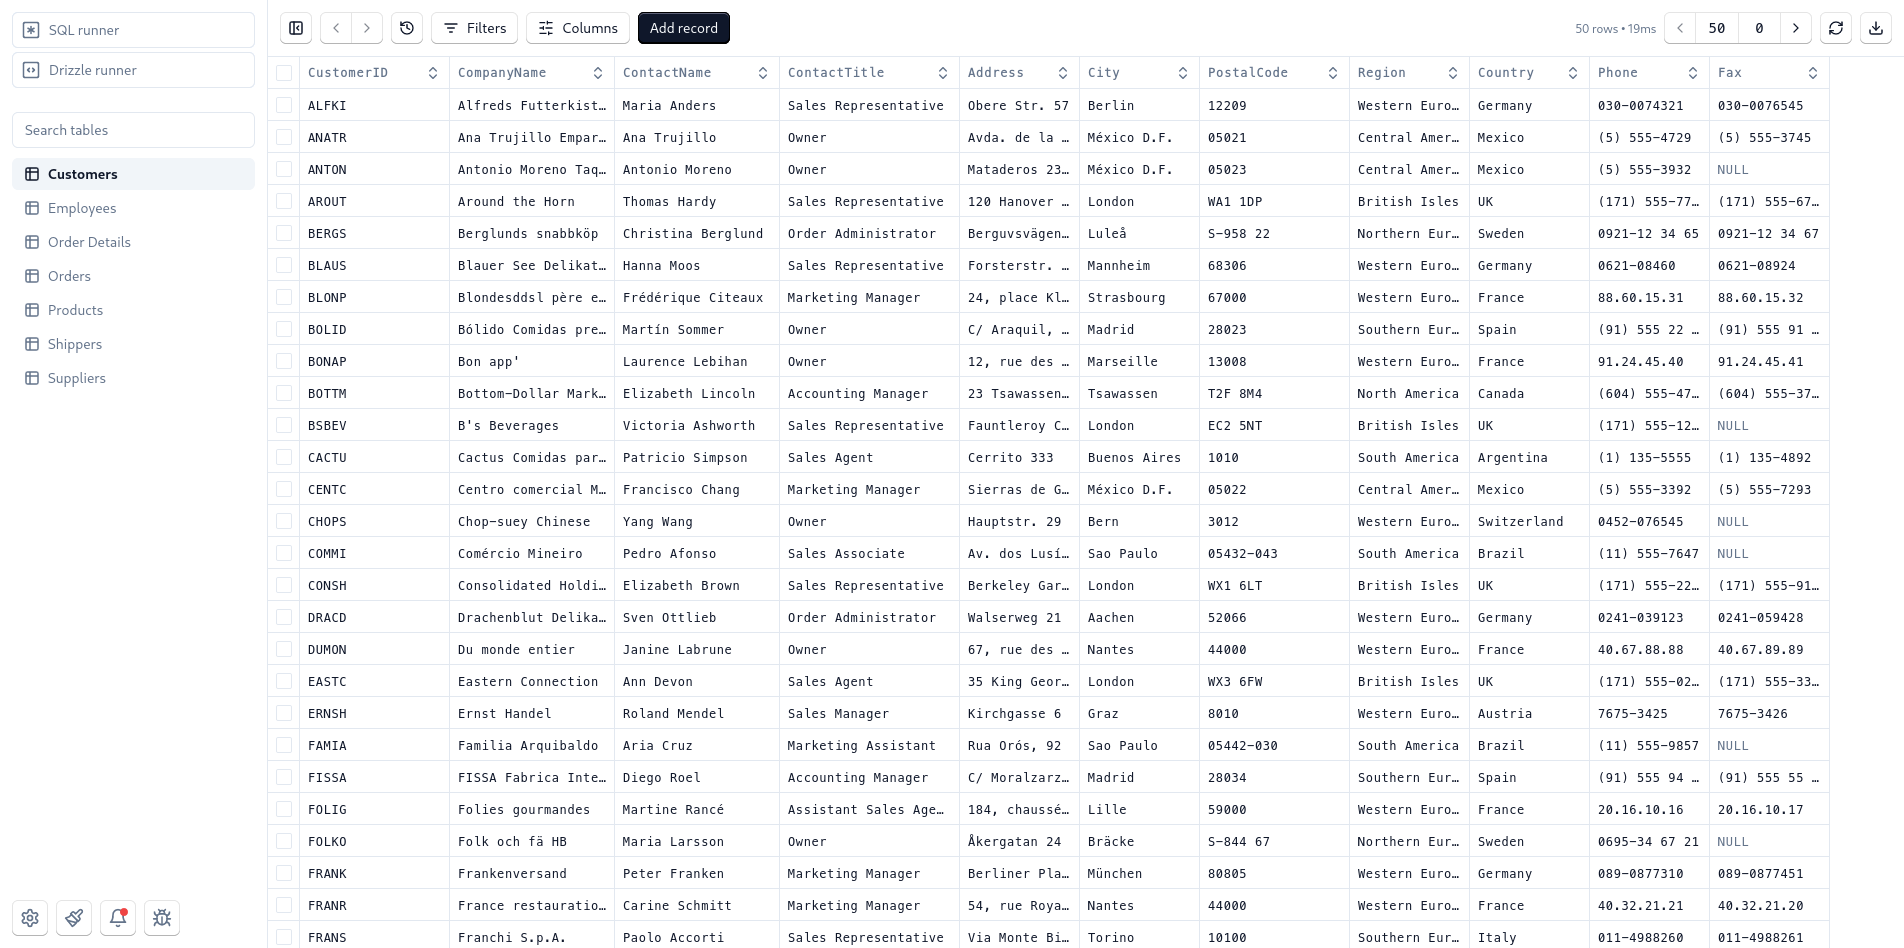 SQL runner
Drizzle runner
Search tables
Customers
Employees
Order Details
Orders
Products
Shippers
Suppliers
Filters Columns Add record 50 rows • 19ms 50 0
CustomerID CompanyName ContactName ContactTitle Address City PostalCode Region Country Phone Fax
ALFKI Alfreds Futterkist… Maria Anders Sales Representative Obere Str. 57 Berlin 12209 Western Euro… Germany 030-0074321 030-0076545
ANATR Ana Trujillo Empar… Ana Trujillo Owner Avda. de la … México D.F. 05021 Central Amer… Mexico (5) 555-4729 (5) 555-3745
ANTON Antonio Moreno Taq… Antonio Moreno Owner Mataderos 23… México D.F. 05023 Central Amer… Mexico (5) 555-3932 NULL
AROUT Around the Horn Thomas Hardy Sales Representative 120 Hanover … London WA1 1DP British Isles UK (171) 555-77… (171) 555-67…
BERGS Berglunds snabbköp Christina Berglund Order Administrator Berguvsvägen… Luleå S-958 22 Northern Eur… Sweden 0921-12 34 65 0921-12 34 67
BLAUS Blauer See Delikat… Hanna Moos Sales Representative Forsterstr. … Mannheim 68306 Western Euro… Germany 0621-08460 0621-08924
BLONP Blondesddsl père e… Frédérique Citeaux Marketing Manager 24, place Kl… Strasbourg 67000 Western Euro… France 88.60.15.31 88.60.15.32
BOLID Bólido Comidas pre… Martín Sommer Owner C/ Araquil, … Madrid 28023 Southern Eur… Spain (91) 555 22 … (91) 555 91 …
BONAP Bon app' Laurence Lebihan Owner 12, rue des … Marseille 13008 Western Euro… France 91.24.45.40 91.24.45.41
BOTTM Bottom-Dollar Mark… Elizabeth Lincoln Accounting Manager 23 Tsawassen… Tsawassen T2F 8M4 North America Canada (604) 555-47… (604) 555-37…
BSBEV B's Beverages Victoria Ashworth Sales Representative Fauntleroy C… London EC2 5NT British Isles UK (171) 555-12… NULL
CACTU Cactus Comidas par… Patricio Simpson Sales Agent Cerrito 333 Buenos Aires 1010 South America Argentina (1) 135-5555 (1) 135-4892
CENTC Centro comercial M… Francisco Chang Marketing Manager Sierras de G… México D.F. 05022 Central Amer… Mexico (5) 555-3392 (5) 555-7293
CHOPS Chop-suey Chinese Yang Wang Owner Hauptstr. 29 Bern 3012 Western Euro… Switzerland 0452-076545 NULL
COMMI Comércio Mineiro Pedro Afonso Sales Associate Av. dos Lusí… Sao Paulo 05432-043 South America Brazil (11) 555-7647 NULL
CONSH Consolidated Holdi… Elizabeth Brown Sales Representative Berkeley Gar… London WX1 6LT British Isles UK (171) 555-22… (171) 555-91…
DRACD Drachenblut Delika… Sven Ottlieb Order Administrator Walserweg 21 Aachen 52066 Western Euro… Germany 0241-039123 0241-059428
DUMON Du monde entier Janine Labrune Owner 67, rue des … Nantes 44000 Western Euro… France 40.67.88.88 40.67.89.89
EASTC Eastern Connection Ann Devon Sales Agent 35 King Geor… London WX3 6FW British Isles UK (171) 555-02… (171) 555-33…
ERNSH Ernst Handel Roland Mendel Sales Manager Kirchgasse 6 Graz 8010 Western Euro… Austria 7675-3425 7675-3426
FAMIA Familia Arquibaldo Aria Cruz Marketing Assistant Rua Orós, 92 Sao Paulo 05442-030 South America Brazil (11) 555-9857 NULL
FISSA FISSA Fabrica Inte… Diego Roel Accounting Manager C/ Moralzarz… Madrid 28034 Southern Eur… Spain (91) 555 94 … (91) 555 55 …
FOLIG Folies gourmandes Martine Rancé Assistant Sales Age… 184, chaussé… Lille 59000 Western Euro… France 20.16.10.16 20.16.10.17
FOLKO Folk och fä HB Maria Larsson Owner Åkergatan 24 Bräcke S-844 67 Northern Eur… Sweden 0695-34 67 21 NULL
FRANK Frankenversand Peter Franken Marketing Manager Berliner Pla… München 80805 Western Euro… Germany 089-0877310 089-0877451
FRANR France restauratio… Carine Schmitt Marketing Manager 54, rue Roya… Nantes 44000 Western Euro… France 40.32.21.21 40.32.21.20
FRANS Franchi S.p.A. Paolo Accorti Sales Representative Via Monte Bi… Torino 10100 Southern Euro… Italy 011-4988260 011-4988261